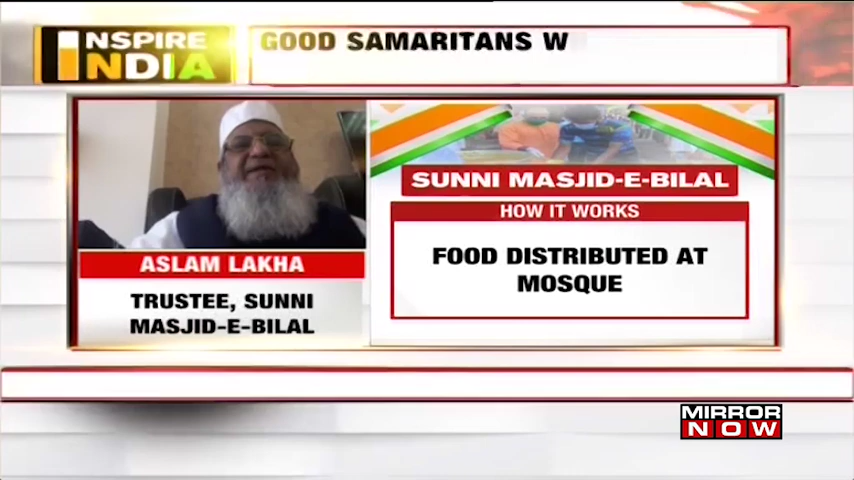 INSPIRE
INDIA
GOOD SAMARITANS W
SUNNI MASJID-E-BILAL
HOW IT WORKS
FOOD DISTRIBUTED AT
MOSQUE
ASLAM LAKHA
TRUSTEE, SUNNI
MASJID-E-BILAL
MIRROR
NOW